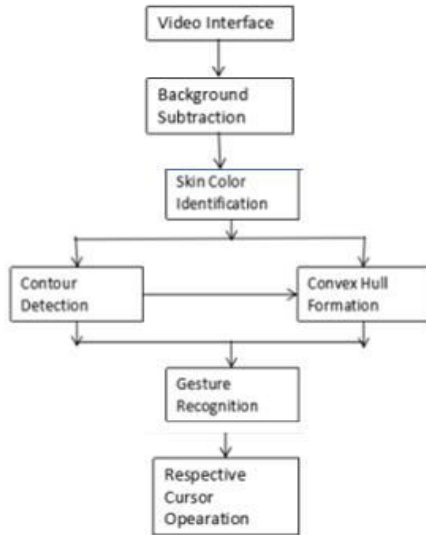 Video Interface
Background
Subtraction
Skin Color
Identification
Contour
Detection
Convex Hull
Formation
Gesture
Recognition
Respective
Cursor
Opearation